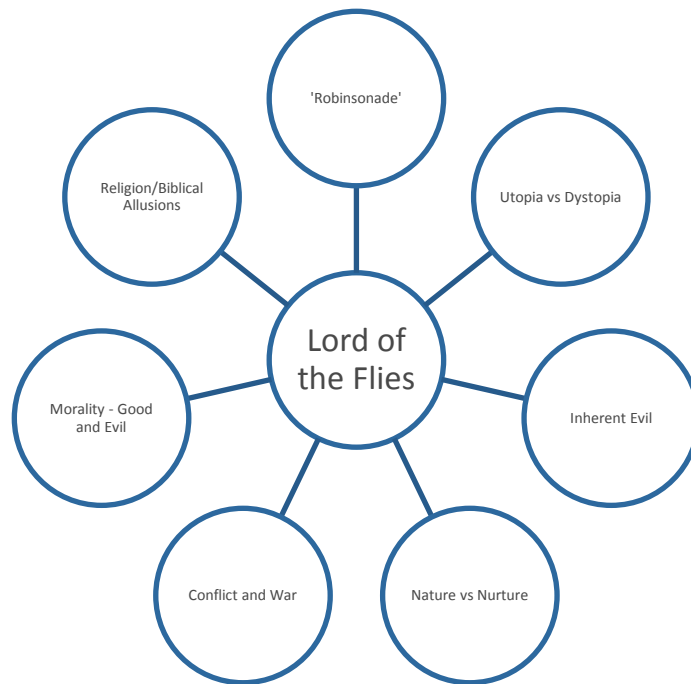 'Robinsonade'
Religion/Biblical
Allusions
Utopia vs Dystopia
Lord of
the Flies
Morality - Good
and Evil
Inherent Evil
Conflict and War
Nature vs Nurture